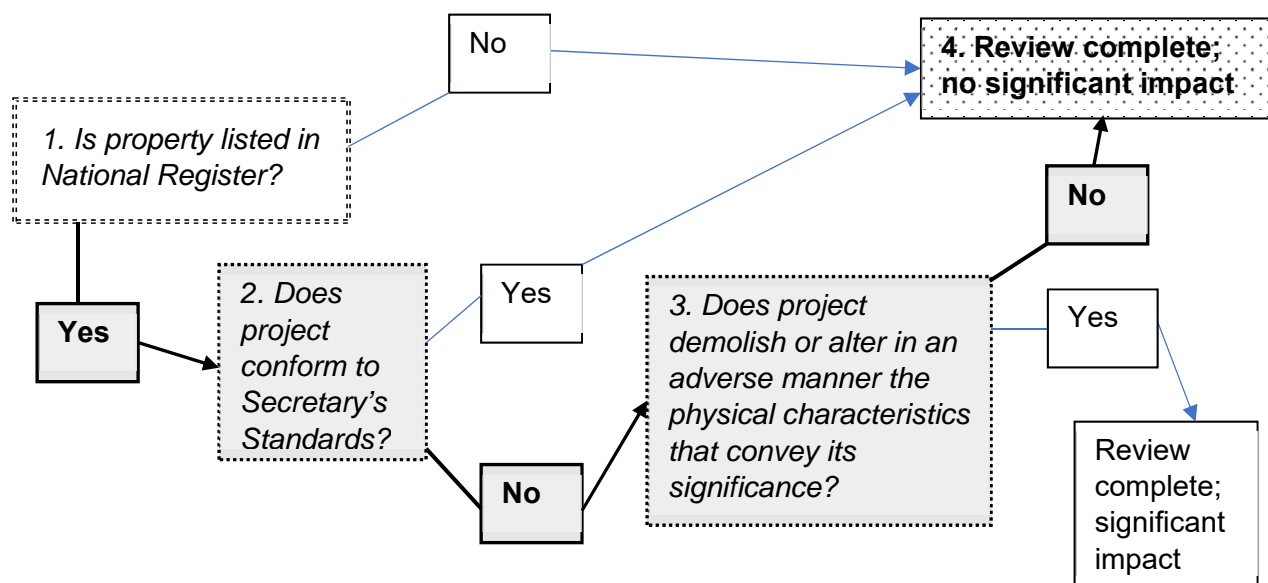 No
4. Review complete;
no significant impact
1. Is property listed in
National Register?
No
Yes
2. Does
project
conform to
Secretary's
Standards?
Yes
3. Does project
demolish or alter in an
adverse manner the
physical characteristics
that convey its
significance?
Yes
No
Review
complete;
significant
impact